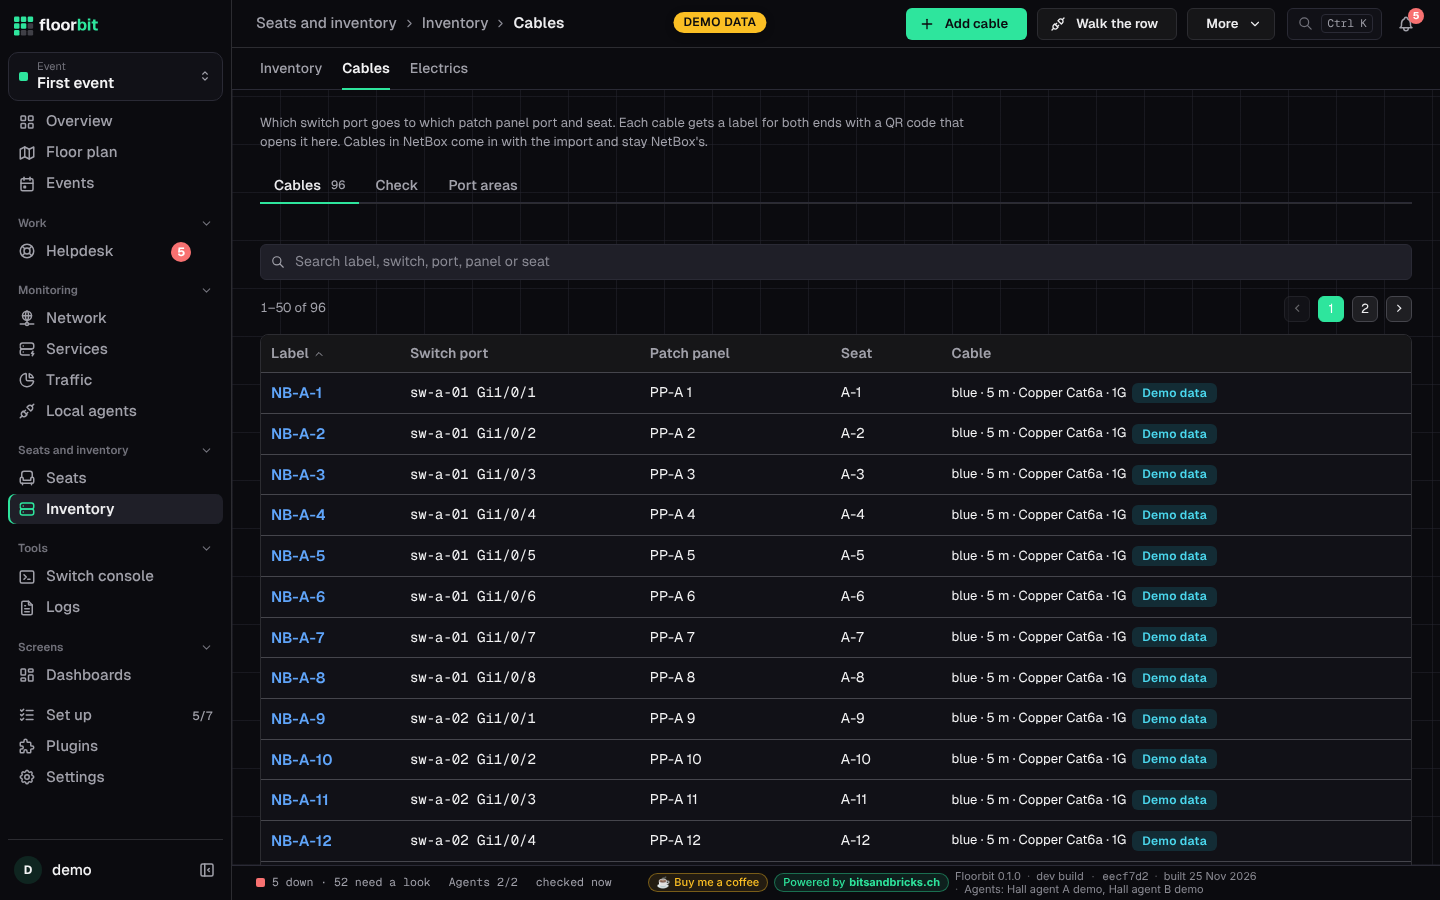 floorbit
Event
First event
Overview
Floor plan
Events
Work
Helpdesk 5
Monitoring
Network
Services
Traffic
Local agents
Seats and inventory
Seats
Inventory
Tools
Switch console
Logs
Screens
Dashboards
Set up 5/7
Plugins
Settings
D demo
Seats and inventory > Inventory > Cables
DEMO DATA
+ Add cable
Walk the row
More
Ctrl K
5
Inventory Cables Electrics
Which switch port goes to which patch panel port and seat. Each cable gets a label for both ends with a QR code that
opens it here. Cables in NetBox come in with the import and stay NetBox's.
Cables 96 Check Port areas
Search label, switch, port, panel or seat
1–50 of 96
1 2
Label Switch port Patch panel Seat Cable
NB-A-1 sw-a-01 Gi1/0/1 PP-A 1 A-1 blue · 5 m · Copper Cat6a · 1G Demo data
NB-A-2 sw-a-01 Gi1/0/2 PP-A 2 A-2 blue · 5 m · Copper Cat6a · 1G Demo data
NB-A-3 sw-a-01 Gi1/0/3 PP-A 3 A-3 blue · 5 m · Copper Cat6a · 1G Demo data
NB-A-4 sw-a-01 Gi1/0/4 PP-A 4 A-4 blue · 5 m · Copper Cat6a · 1G Demo data
NB-A-5 sw-a-01 Gi1/0/5 PP-A 5 A-5 blue · 5 m · Copper Cat6a · 1G Demo data
NB-A-6 sw-a-01 Gi1/0/6 PP-A 6 A-6 blue · 5 m · Copper Cat6a · 1G Demo data
NB-A-7 sw-a-01 Gi1/0/7 PP-A 7 A-7 blue · 5 m · Copper Cat6a · 1G Demo data
NB-A-8 sw-a-01 Gi1/0/8 PP-A 8 A-8 blue · 5 m · Copper Cat6a · 1G Demo data
NB-A-9 sw-a-02 Gi1/0/1 PP-A 9 A-9 blue · 5 m · Copper Cat6a · 1G Demo data
NB-A-10 sw-a-02 Gi1/0/2 PP-A 10 A-10 blue · 5 m · Copper Cat6a · 1G Demo data
NB-A-11 sw-a-02 Gi1/0/3 PP-A 11 A-11 blue · 5 m · Copper Cat6a · 1G Demo data
NB-A-12 sw-a-02 Gi1/0/4 PP-A 12 A-12 blue · 5 m · Copper Cat6a · 1G Demo data
5 down · 52 need a look Agents 2/2 checked now
☕ Buy me a coffee
Powered by bitsandbricks.ch
Floorbit 0.1.0 · dev build · eecf7d2 · built 25 Nov 2026
· Agents: Hall agent A demo, Hall agent B demo